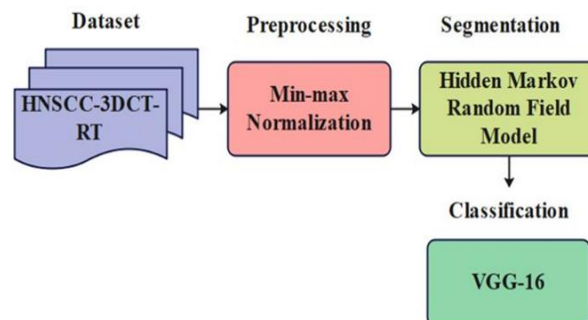 Dataset
Preprocessing
Segmentation
HNSCC-3DCT-
RT
Min-max
Normalization
Hidden Markov
Random Field
Model
Classification
VGG-16